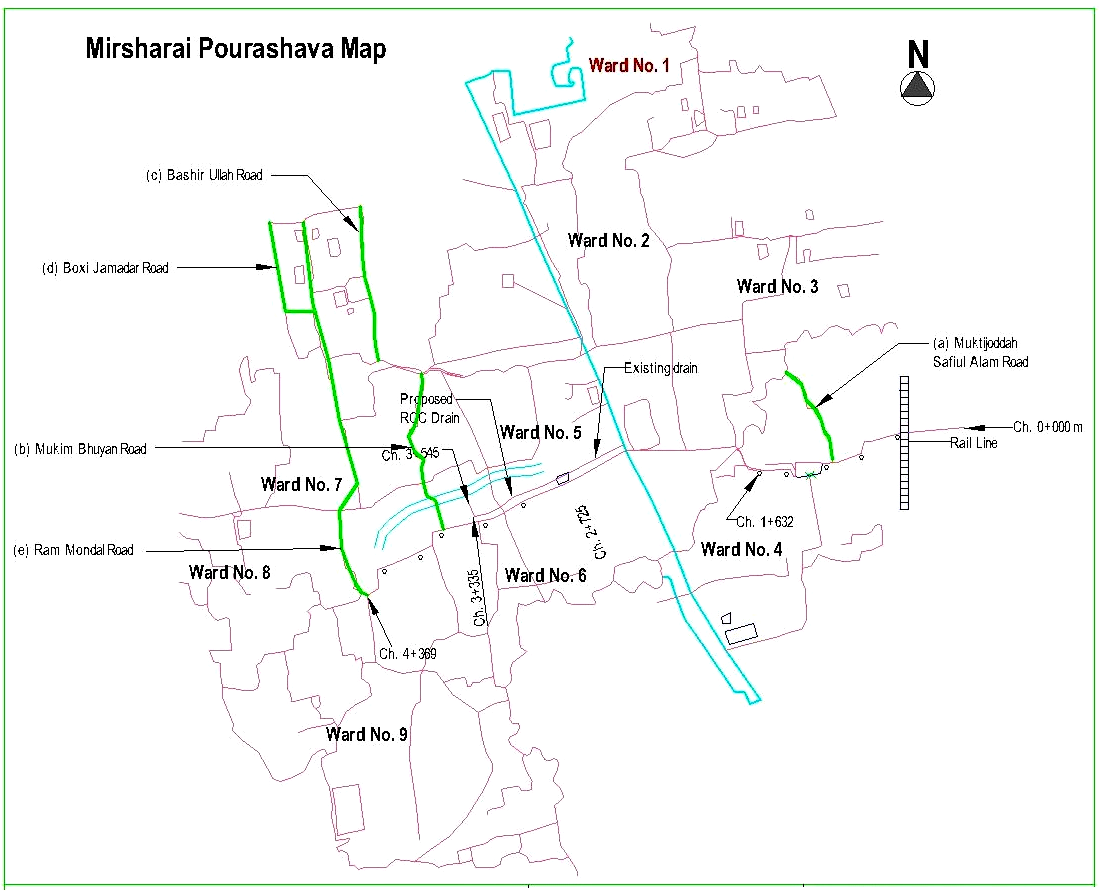 Mirsharai Pourashava Map
N
Ward No. 1
(c) Bashir Ullah Road
Ward No. 2
(d) Boxi Jamadar Road
Ward No. 3
(a) Muktijoddah
Safiul Alam Road
Existing drain
Proposed
RCC Drain
Ch. 0+000 m
Rail Line
Ward No. 5
(b) Mukim Bhuyan Road
Ch. 3+545
Ward No. 7
Ch. 1+632
Ch. 2+725
(e) Ram Mondal Road
Ward No. 4
Ward No. 8
Ward No. 6
Ch. 3+335
Ch. 4+369
Ward No. 9